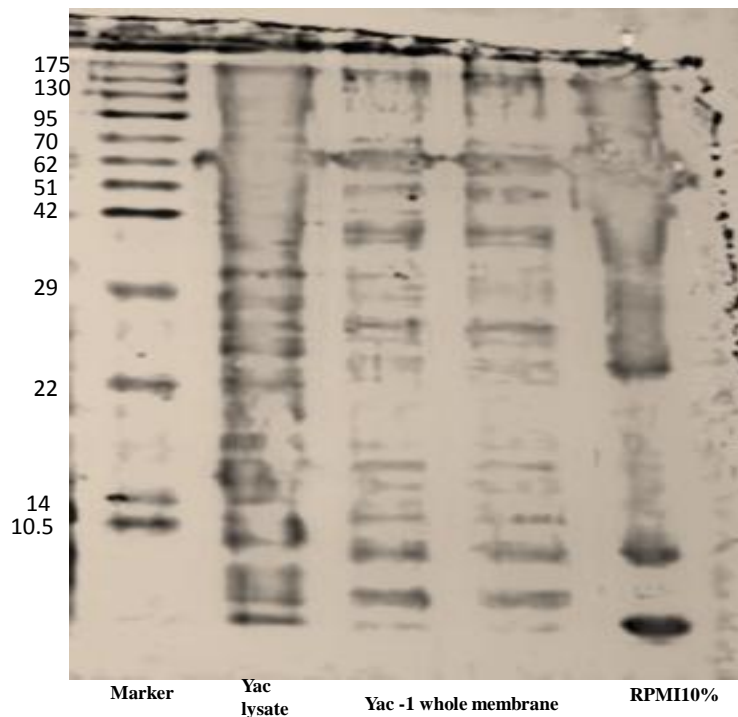 175
130
95
70
62
51
42
29
22
14
10.5
Marker
Yac
lysate
Yac -1 whole membrane
RPMI10%